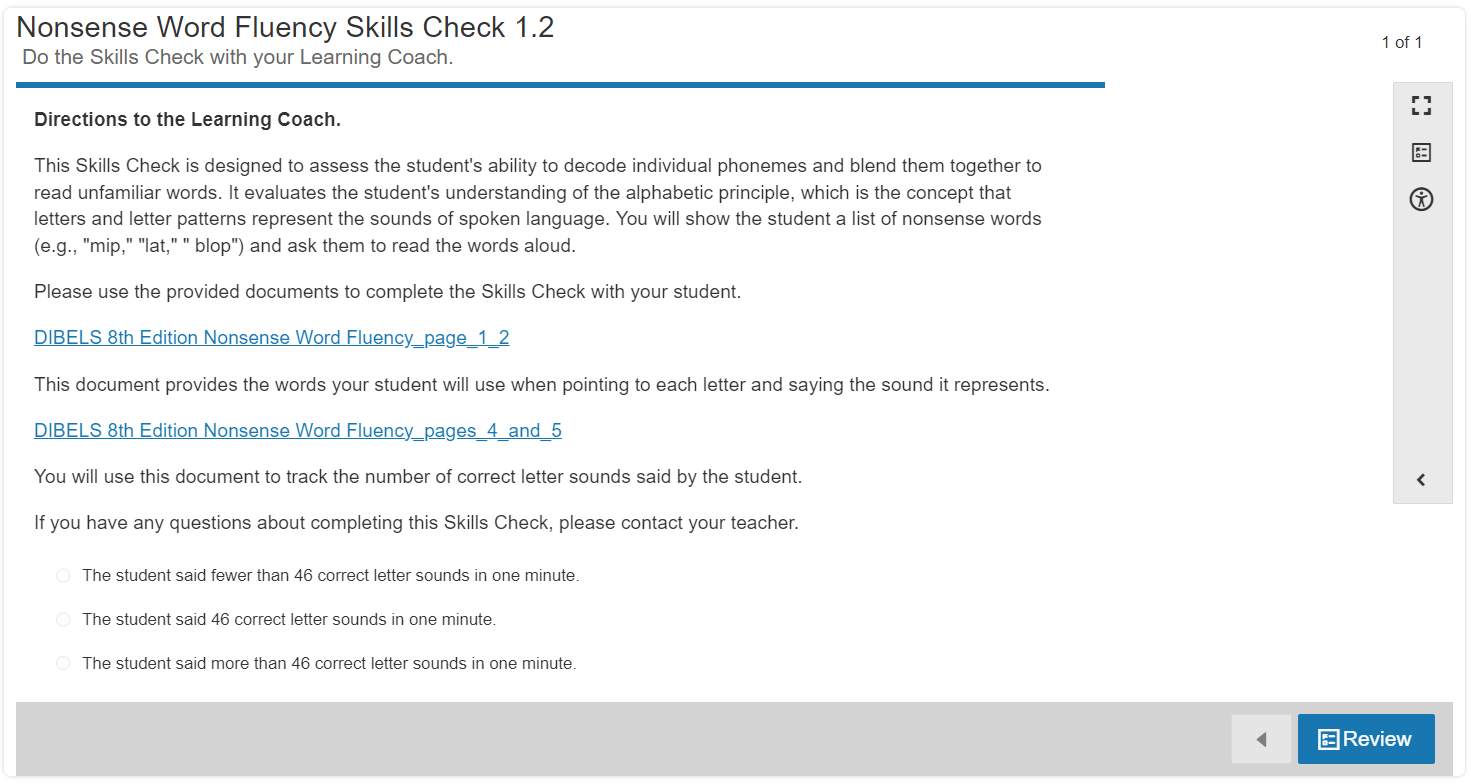 Nonsense Word Fluency Skills Check 1.2
Do the Skills Check with your Learning Coach.
1 of 1
Directions to the Learning Coach.
This Skills Check is designed to assess the student's ability to decode individual phonemes and blend them together to
read unfamiliar words. It evaluates the student's understanding of the alphabetic principle, which is the concept that
letters and letter patterns represent the sounds of spoken language. You will show the student a list of nonsense words
(e.g., "mip," "lat," " blop") and ask them to read the words aloud.
Please use the provided documents to complete the Skills Check with your student.
DIBELS 8th Edition Nonsense Word Fluency_page_1_2
This document provides the words your student will use when pointing to each letter and saying the sound it represents.
DIBELS 8th Edition Nonsense Word Fluency_pages_4_and_5
You will use this document to track the number of correct letter sounds said by the student.
If you have any questions about completing this Skills Check, please contact your teacher.
The student said fewer than 46 correct letter sounds in one minute.
The student said 46 correct letter sounds in one minute.
The student said more than 46 correct letter sounds in one minute.
Review